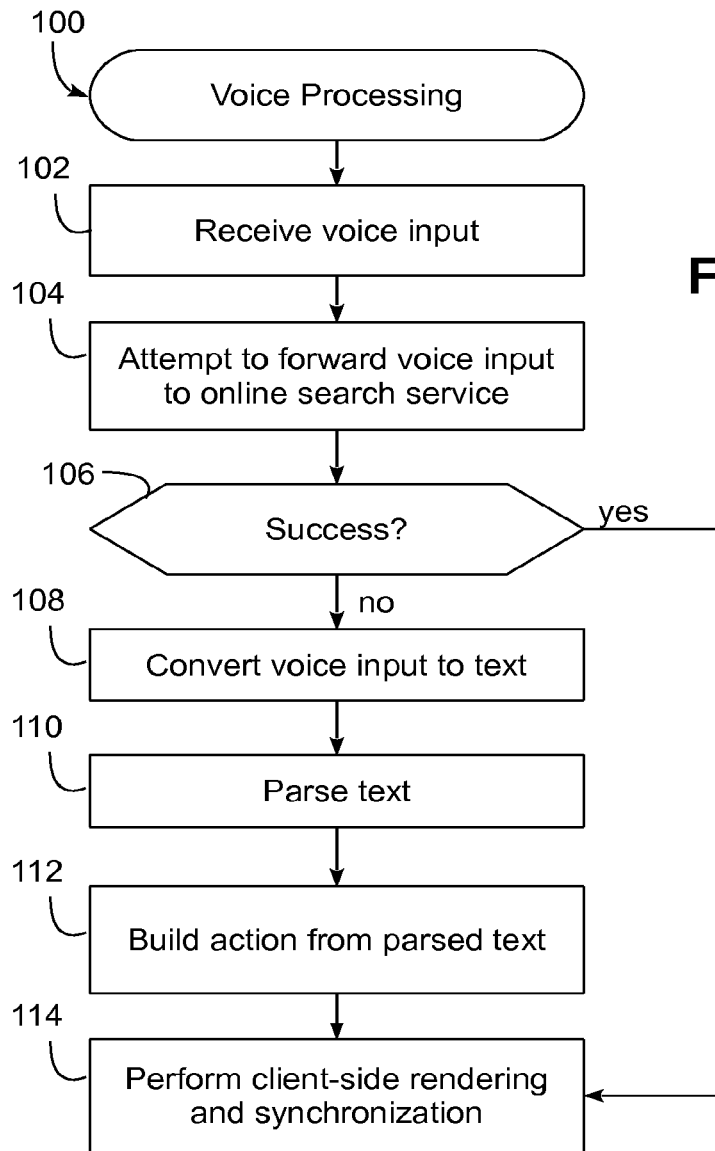 100
Voice Processing
102
Receive voice input
F
104
Attempt to forward voice input
to online search service
106
Success?
yes
no
108
Convert voice input to text
110
Parse text
112
Build action from parsed text
114
Perform client-side rendering
and synchronization